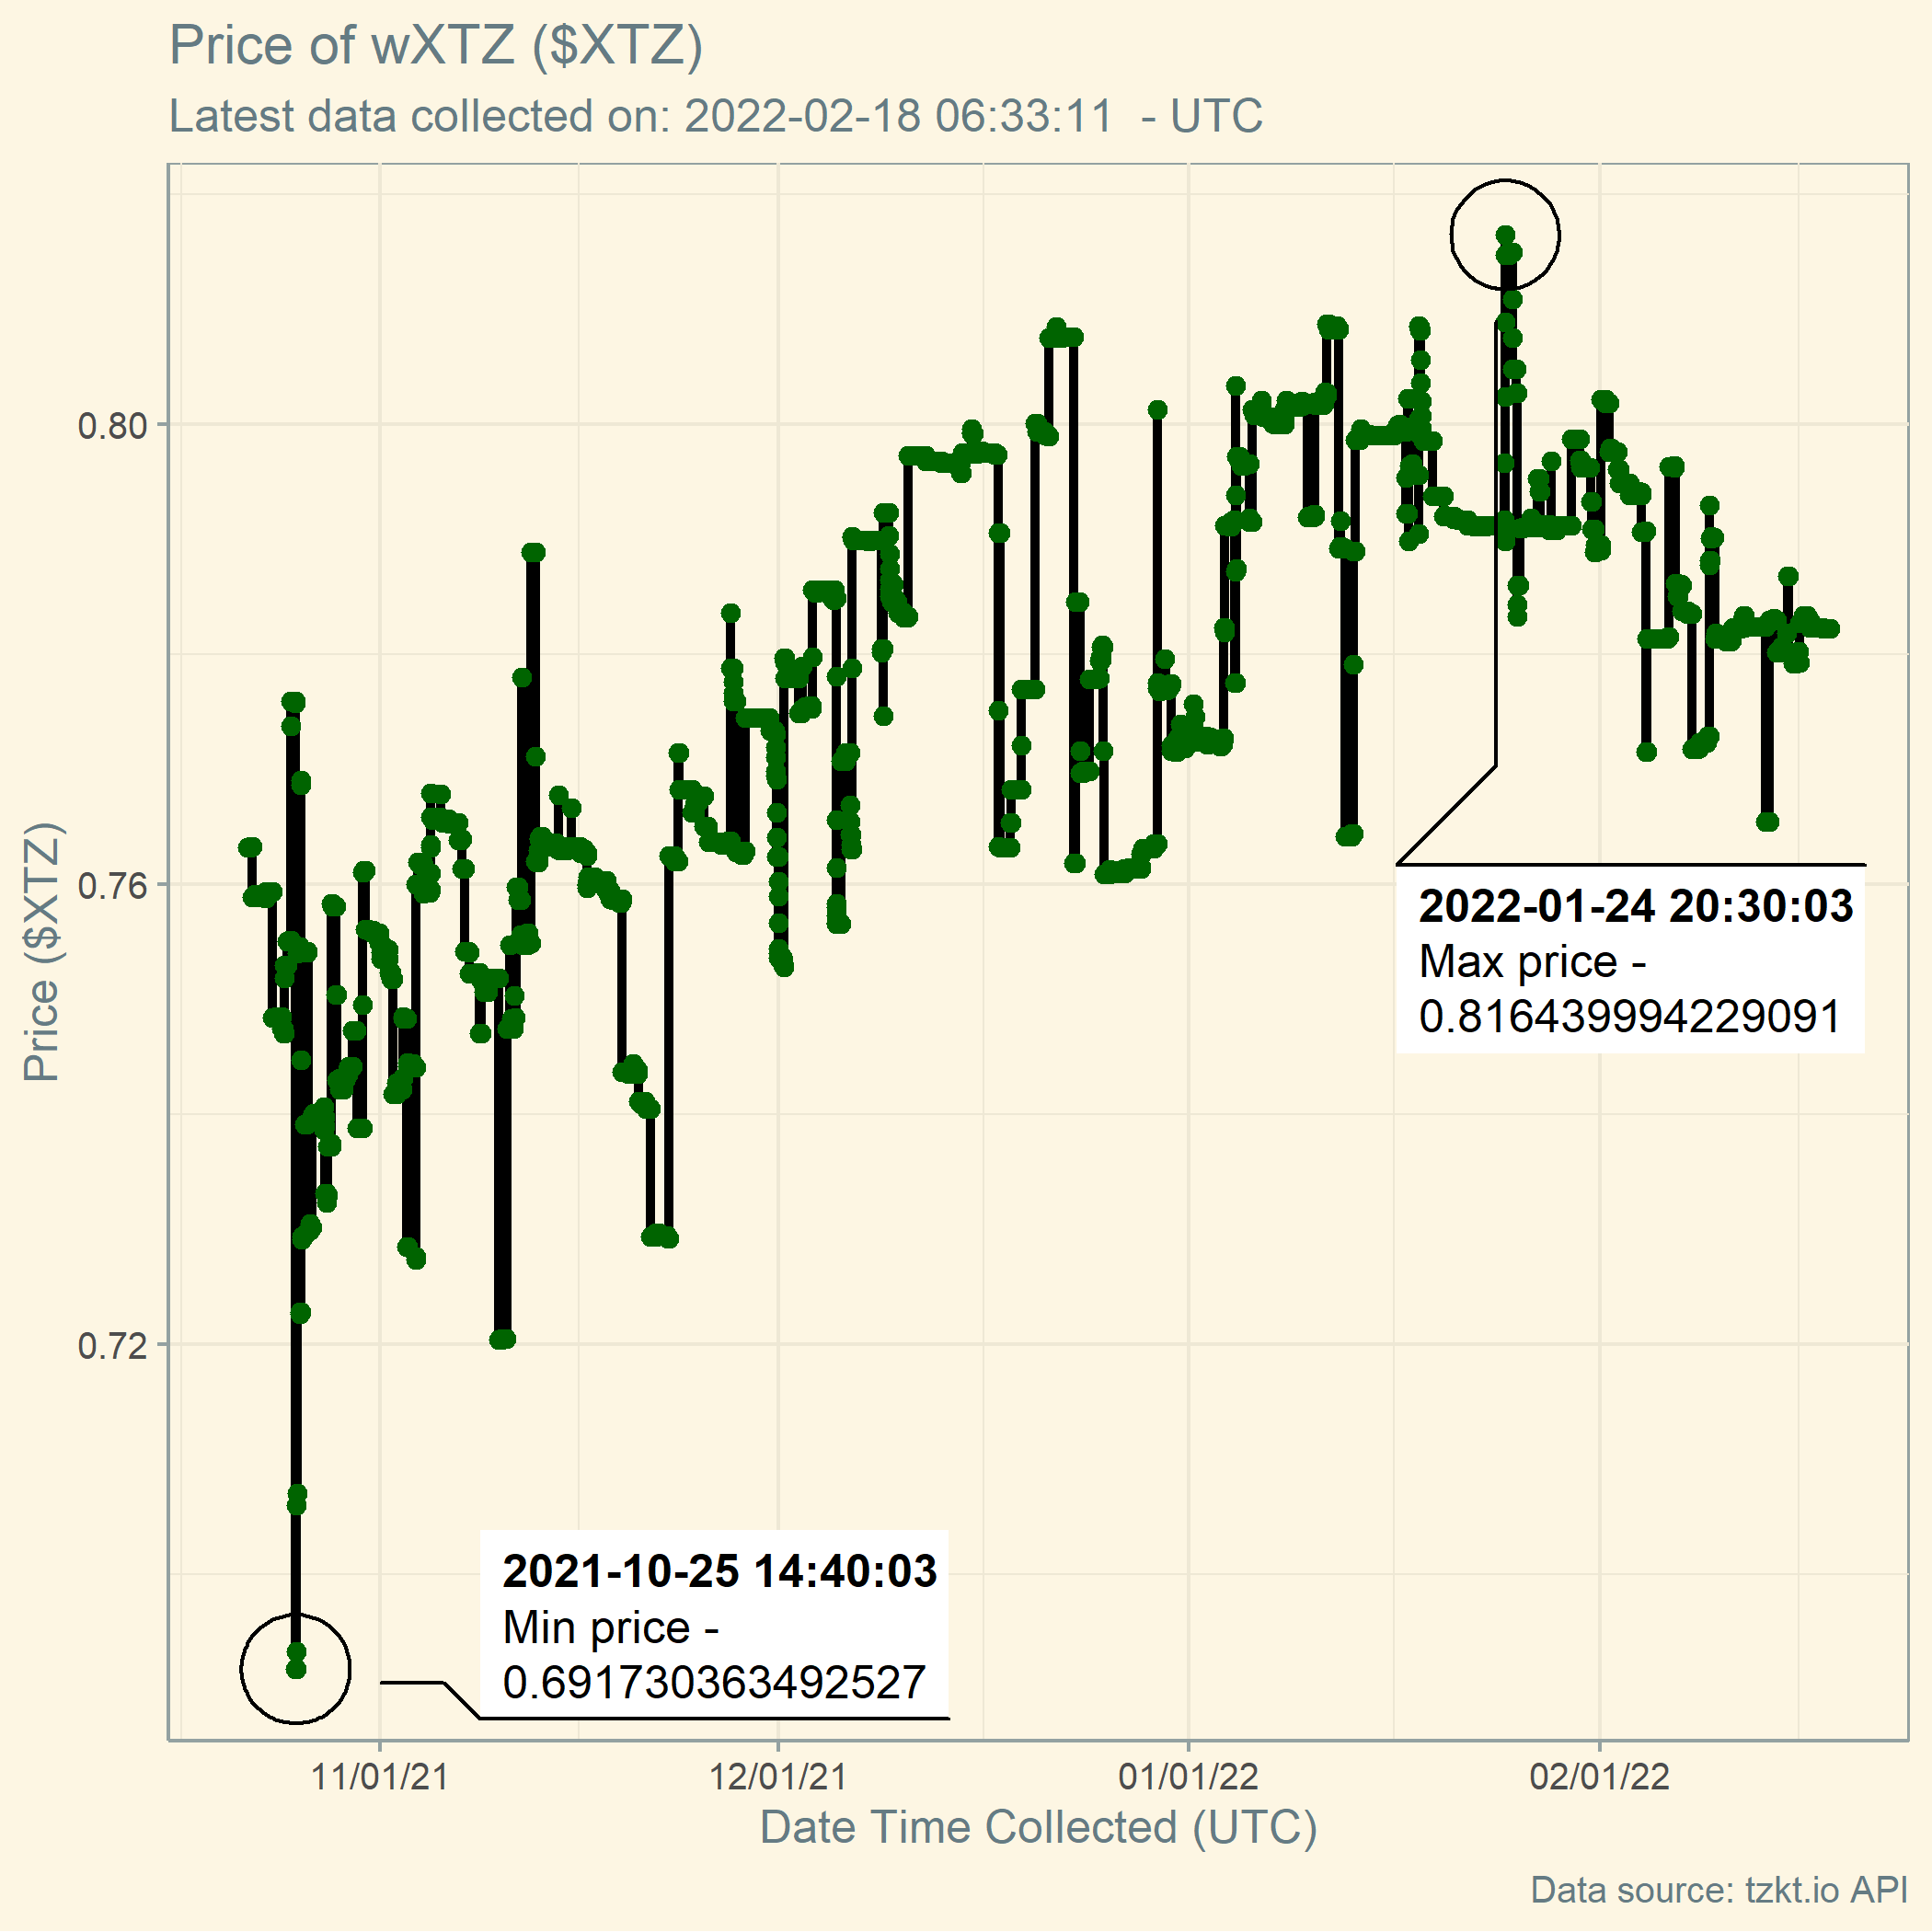 Price of wXTZ ($XTZ)
Latest data collected on: 2022-02-18 06:33:11  - UTC
Price ($XTZ)
0.80
0.76
0.72
2022-01-24 20:30:03
Max price -
0.8164399994229091
2021-10-25 14:40:03
Min price -
0.691730363492527
11/01/21
12/01/21
01/01/22
02/01/22
Date Time Collected (UTC)
Data source: tzkt.io API